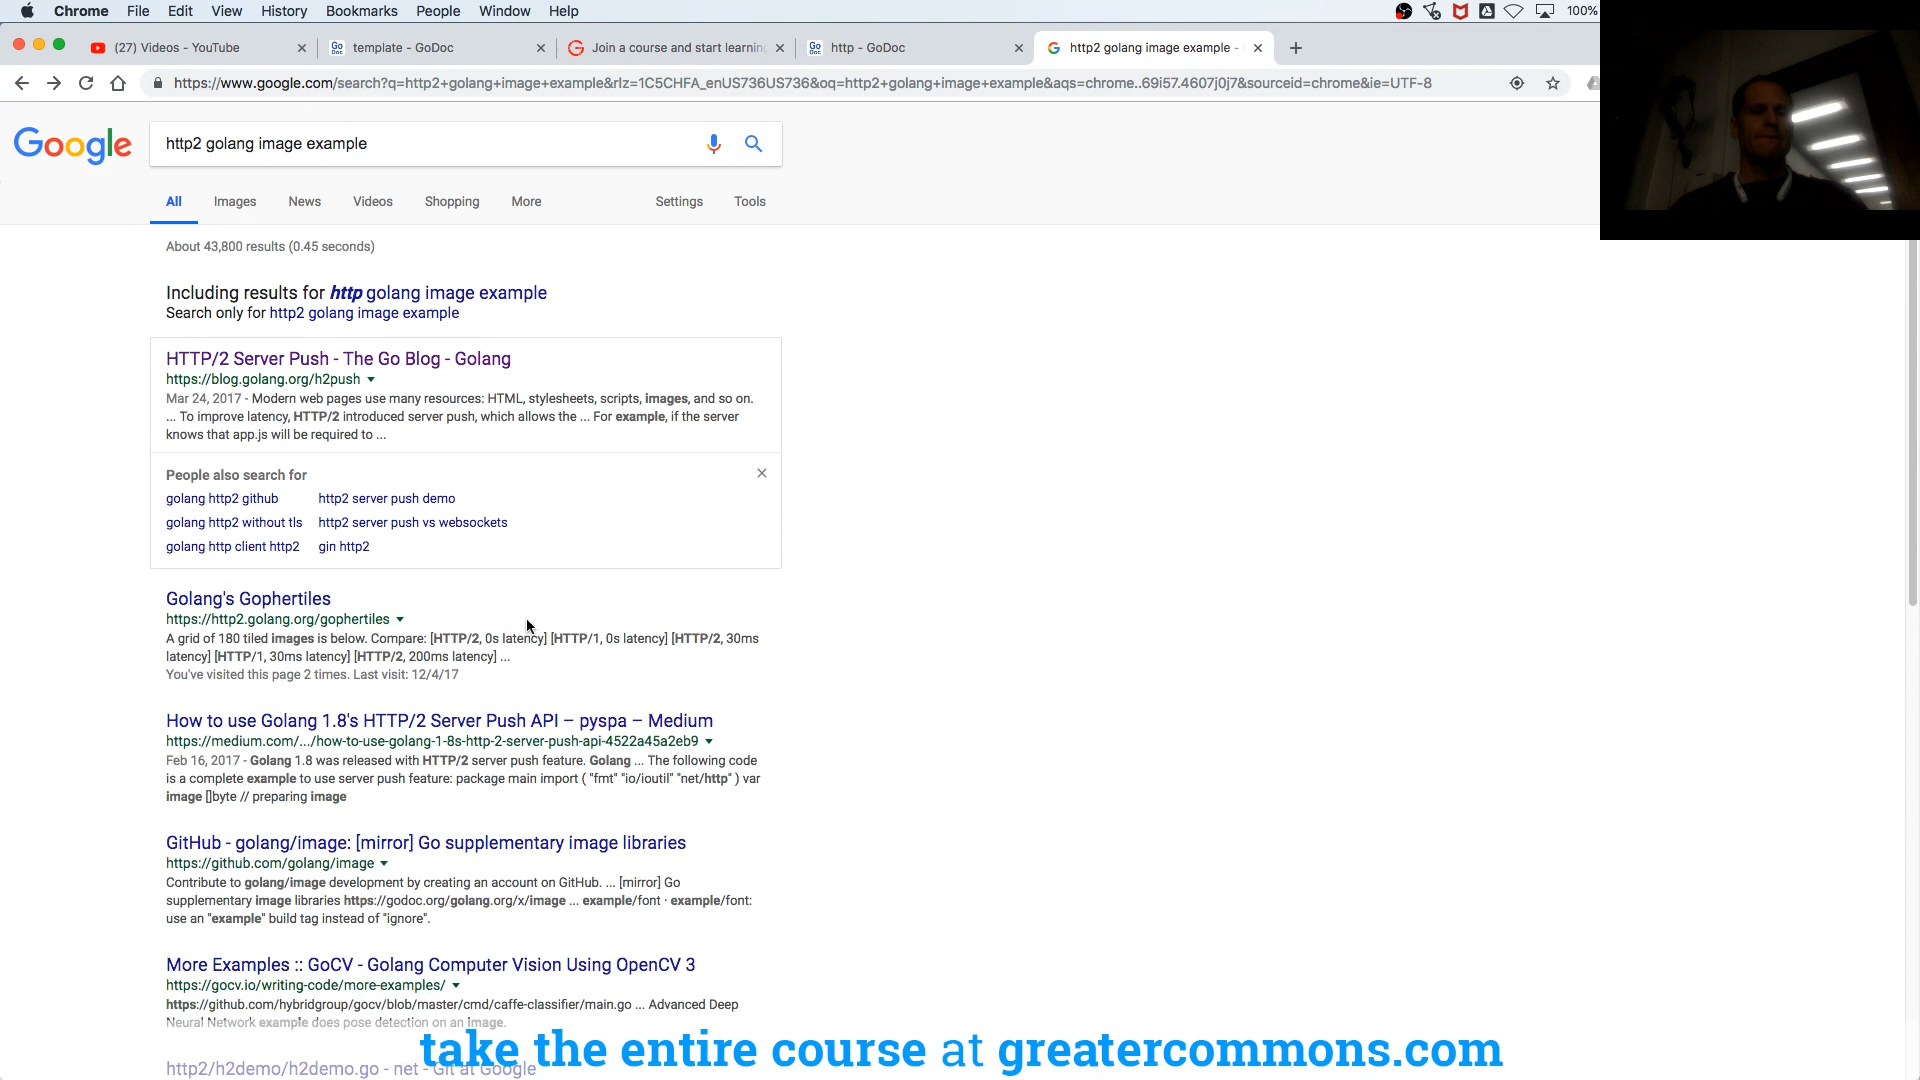 Chrome File Edit View History Bookmarks People Window Help 100%
(27) Videos - YouTube
template - GoDoc
Join a course and start learning
http - GoDoc
http2 golang image example -
https://www.google.com/search?q=http2+golang+image+example&rlz=1C5CHFA_enUS736US736&oq=http2+golang+image+example&aqs=chrome..69i57.4607j0j7&sourceid=chrome&ie=UTF-8
Google
http2 golang image example
All Images News Videos Shopping More Settings Tools
About 43,800 results (0.45 seconds)
Including results for http golang image example
Search only for http2 golang image example
HTTP/2 Server Push - The Go Blog - Golang
https://blog.golang.org/h2push
Mar 24, 2017 - Modern web pages use many resources: HTML, stylesheets, scripts, images, and so on.
... To improve latency, HTTP/2 introduced server push, which allows the ... For example, if the server
knows that app.js will be required to ...
People also search for
golang http2 github http2 server push demo
golang http2 without tls http2 server push vs websockets
golang http client http2 gin http2
Golang's Gophertiles
https://http2.golang.org/gophertiles
A grid of 180 tiled images is below. Compare: [HTTP/2, 0s latency] [HTTP/1, 0s latency] [HTTP/2, 30ms
latency] [HTTP/1, 30ms latency] [HTTP/2, 200ms latency] ...
You've visited this page 2 times. Last visit: 12/4/17
How to use Golang 1.8's HTTP/2 Server Push API – pyspa – Medium
https://medium.com/.../how-to-use-golang-1-8s-http-2-server-push-api-4522a45a2eb9
Feb 16, 2017 - Golang 1.8 was released with HTTP/2 server push feature. Golang ... The following code
is a complete example to use server push feature: package main import ( "fmt" "io/ioutil" "net/http" ) var
image []byte // preparing image
GitHub - golang/image: [mirror] Go supplementary image libraries
https://github.com/golang/image
Contribute to golang/image development by creating an account on GitHub. ... [mirror] Go
supplementary image libraries https://godoc.org/golang.org/x/image ... example/font · example/font:
use an "example" build tag instead of "ignore".
More Examples :: GoCV - Golang Computer Vision Using OpenCV 3
https://gocv.io/writing-code/more-examples/
https://github.com/hybridgroup/gocv/blob/master/cmd/caffe-classifier/main.go ... Advanced Deep
Neural Network example does pose detection on an image.
take the entire course at greatercommons.com
http2/h2demo/h2demo.go - net - Git at Google